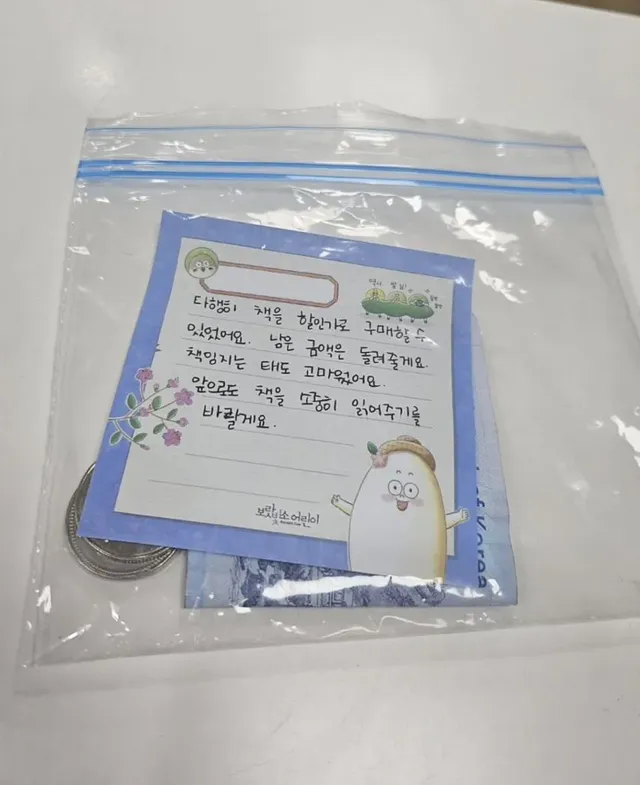 다행히 책을 할인가로 구매할 수
있었어요. 남은 금액은 돌려줄게요.
책임지는 태도 고마웠어요.
앞으로도 책을 소중히 읽어주기를
바랄게요.
보랏빛소 어린이
of Korea